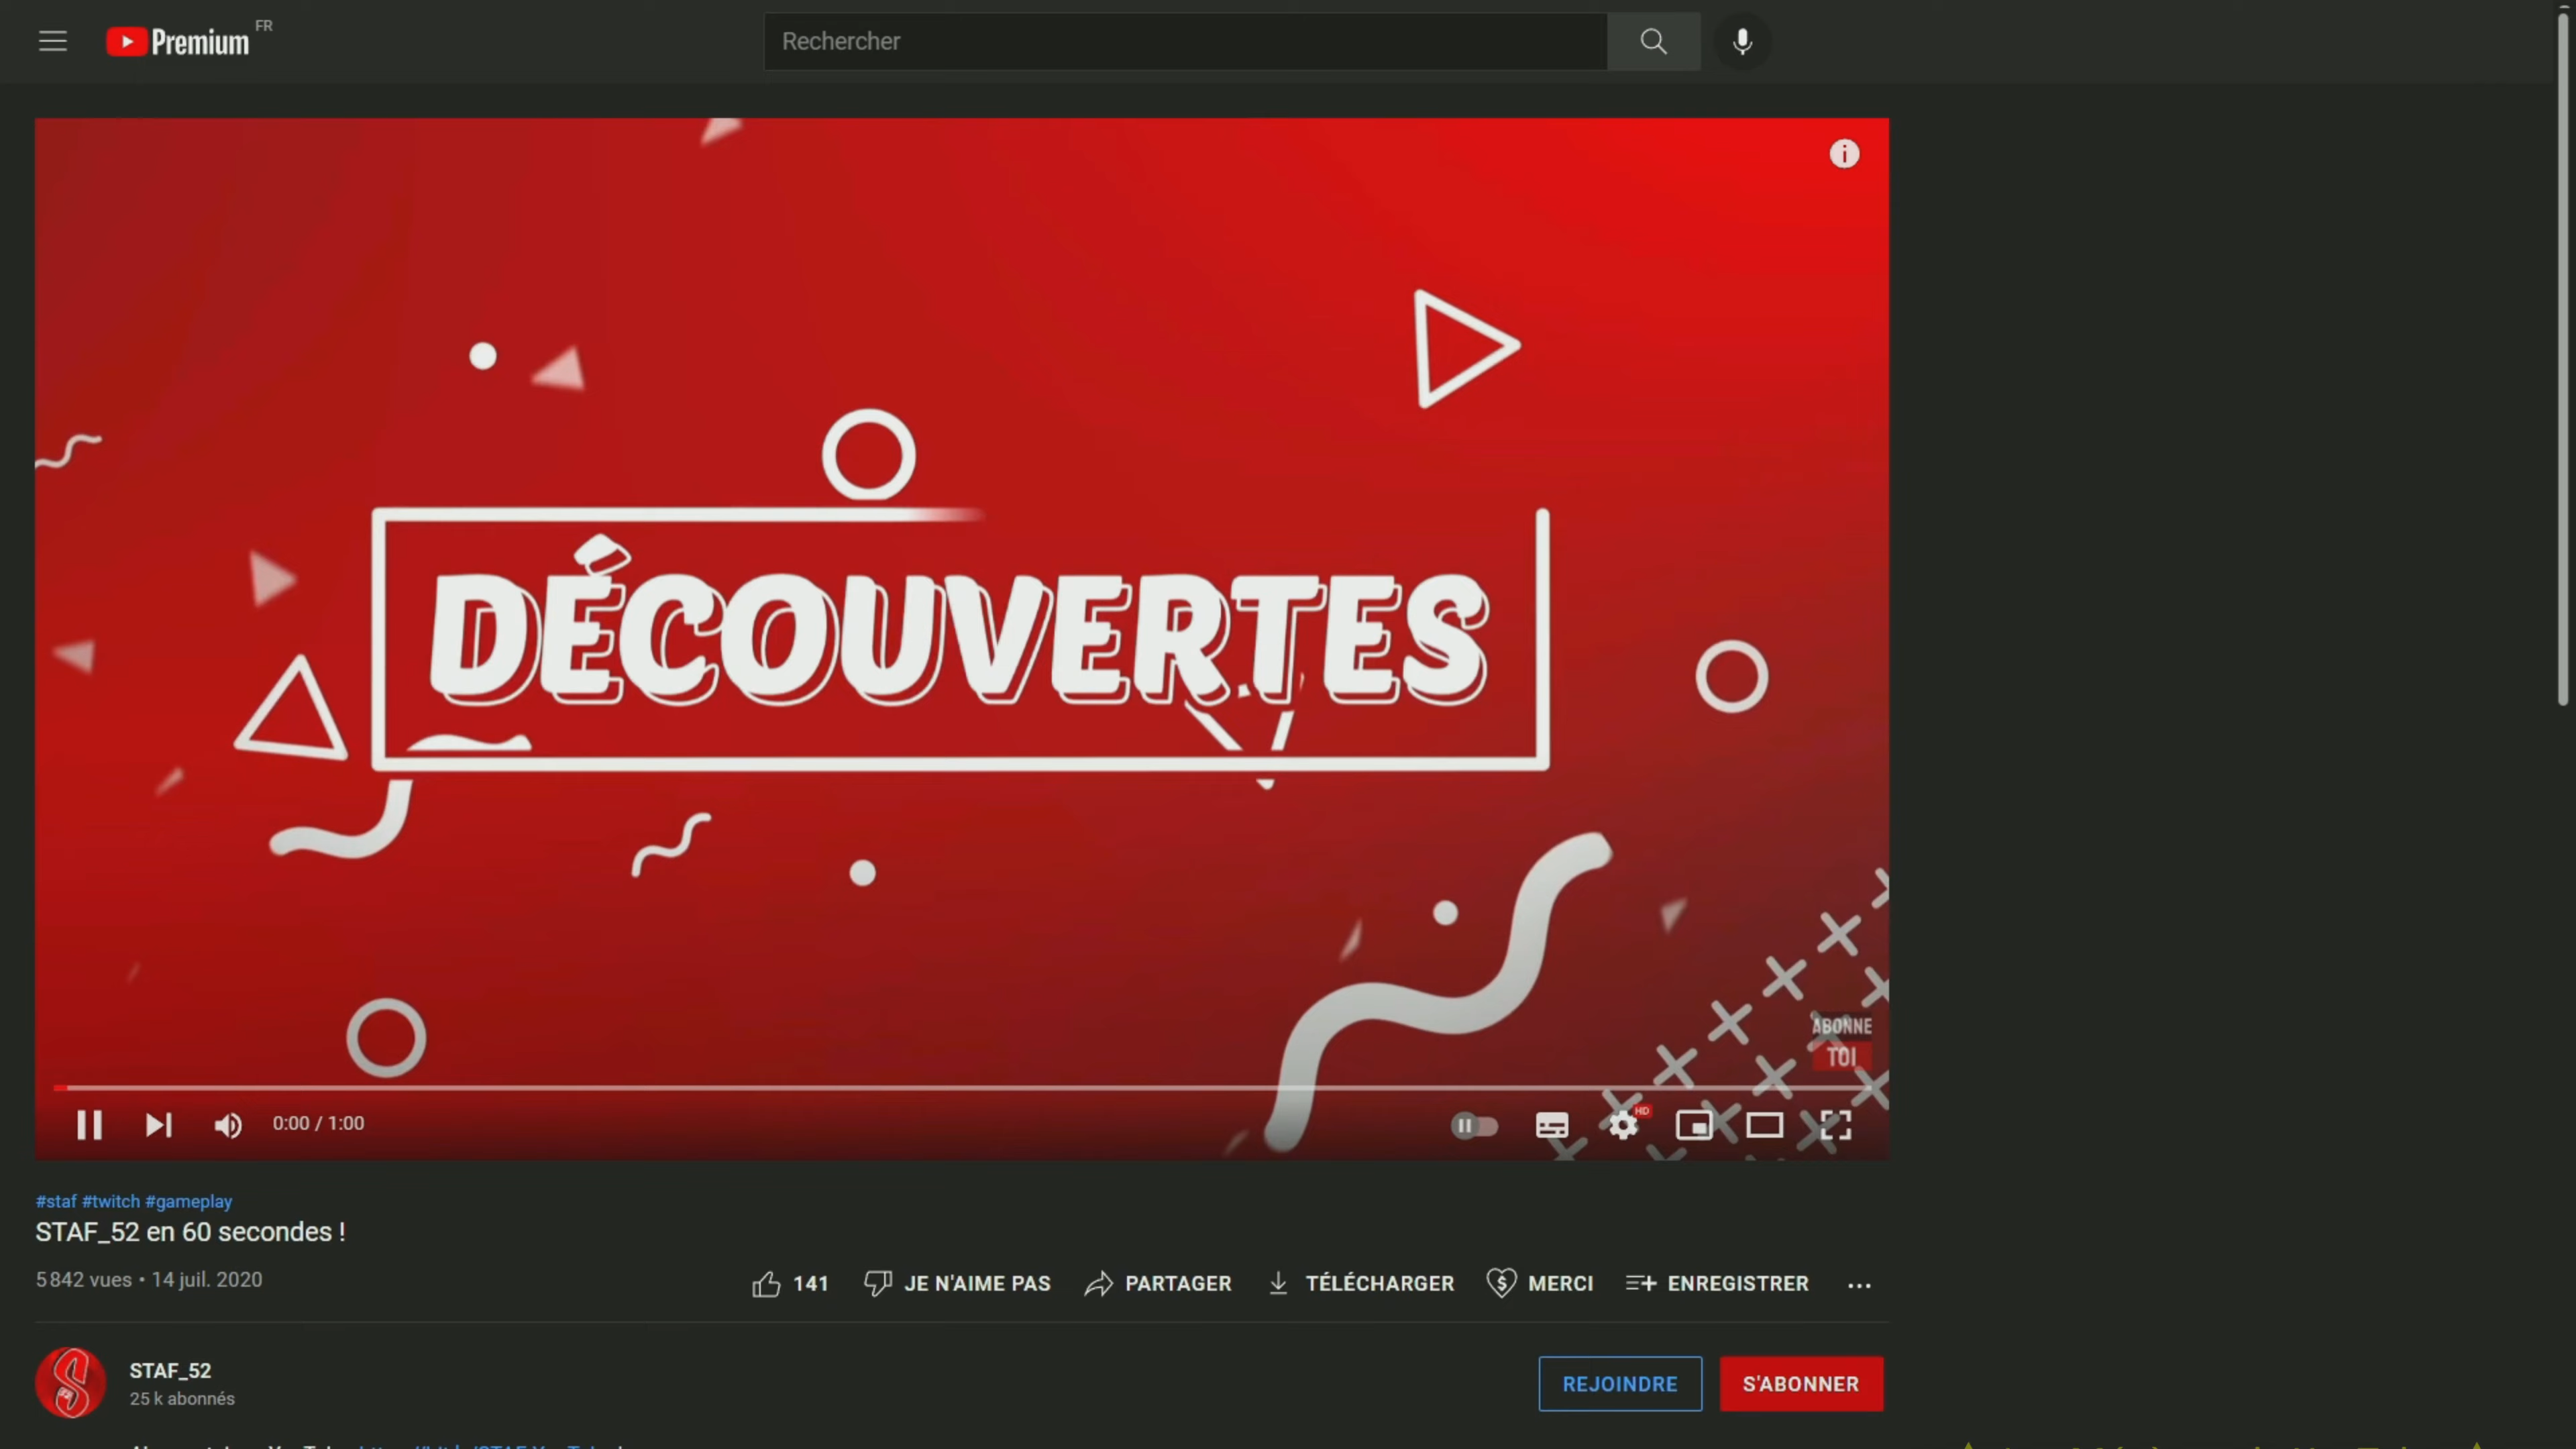 Premium FR
Rechercher
DÉCOUVERTES
ABONNE
TOI
0:00 / 1:00
HD
#staf #twitch #gameplay
STAF_52 en 60 secondes !
5 842 vues • 14 juil. 2020
141 JE N'AIME PAS PARTAGER TÉLÉCHARGER MERCI ENREGISTRER ...
STAF_52
25 k abonnés
REJOINDRE S'ABONNER